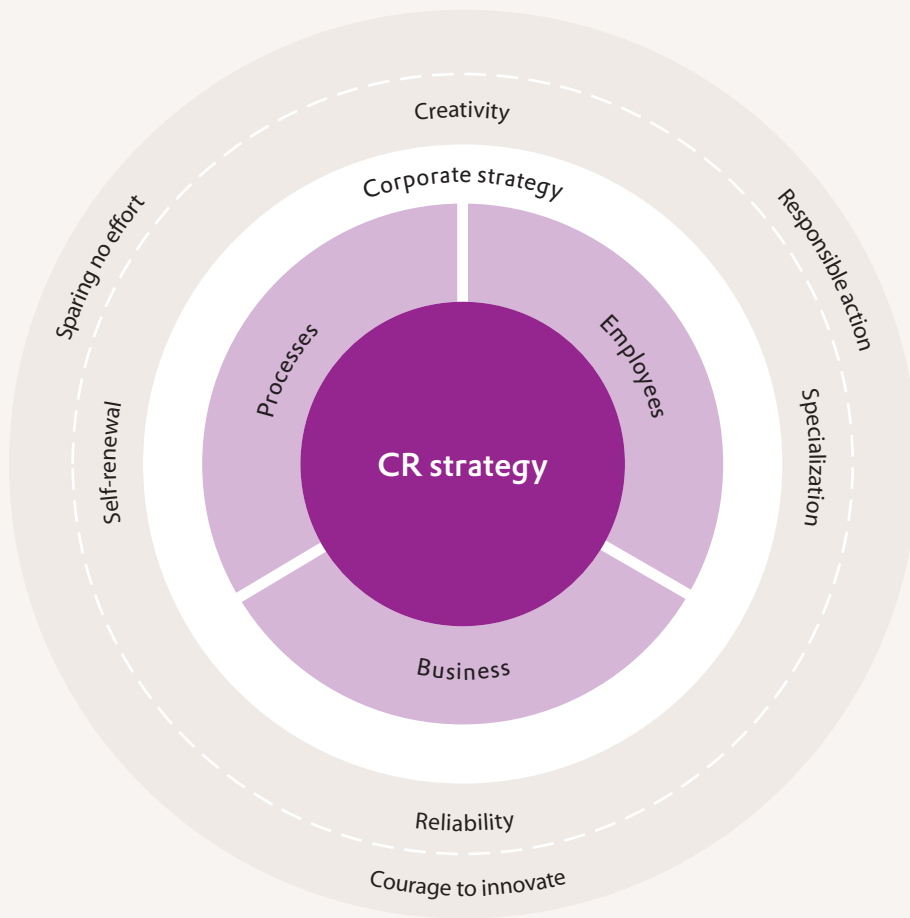 Creativity
Corporate strategy
Sparing no effort
Responsible action
Processes
Employees
Self-renewal
Specialization
CR strategy
Business
Reliability
Courage to innovate